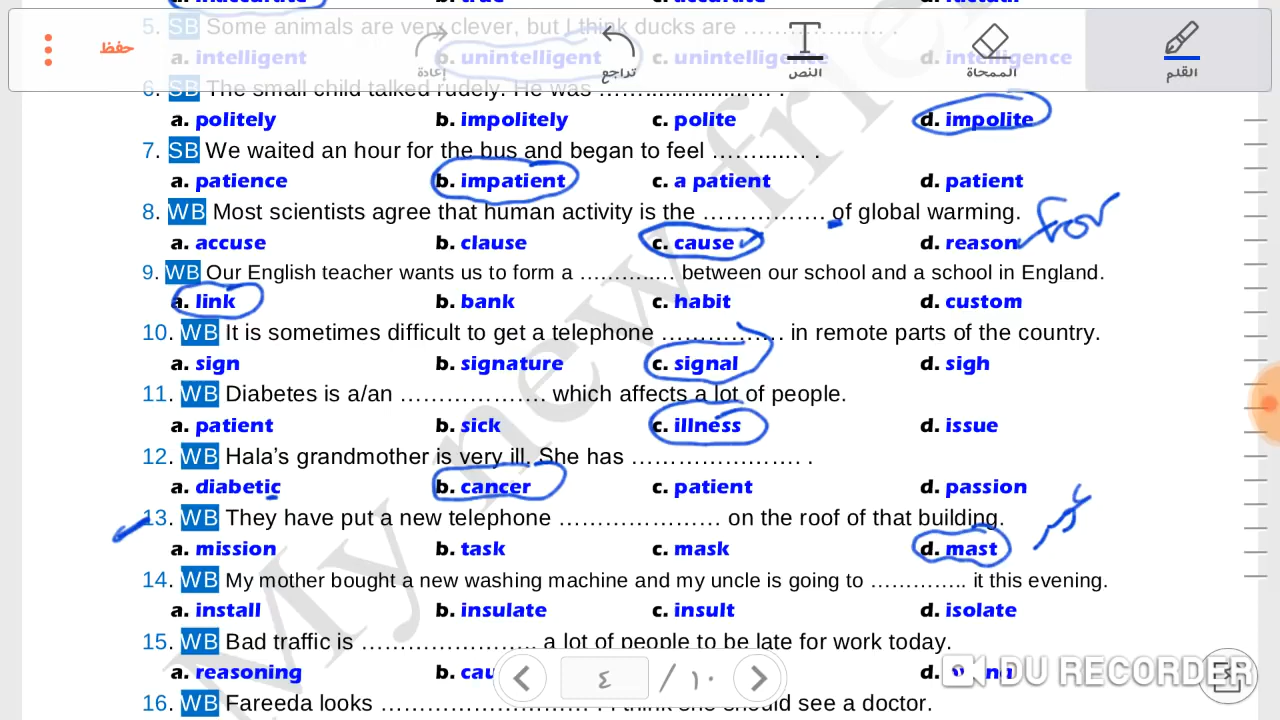 5. SB Some animals are very clever, but I think ducks are ………….....… .
a. intelligent b. unintelligent c. unintelligence d. intelligence
حفظ إعادة تراجع النص الممحاة القلم
6. SB The small child talked rudely. He was ……....................… .
a. politely b. impolitely c. polite d. impolite
7. SB We waited an hour for the bus and began to feel ……....… .
a. patience b. impatient c. a patient d. patient
8. WB Most scientists agree that human activity is the ……………. of global warming.
a. accuse b. clause c. cause d. reason for
9. WB Our English teacher wants us to form a ………..… between our school and a school in England.
a. link b. bank c. habit d. custom
10. WB It is sometimes difficult to get a telephone ……………. in remote parts of the country.
a. sign b. signature c. signal d. sigh
11. WB Diabetes is a/an ………………. which affects a lot of people.
a. patient b. sick c. illness d. issue
12. WB Hala’s grandmother is very ill. She has …………………. .
a. diabetic b. cancer c. patient d. passion
13. WB They have put a new telephone ………………… on the roof of that building.
a. mission b. task c. mask d. mast
14. WB My mother bought a new washing machine and my uncle is going to ………….. it this evening.
a. install b. insulate c. insult d. isolate
15. WB Bad traffic is ………………….. a lot of people to be late for work today.
a. reasoning b. d.
٤ / ١٠
DU RECORDER
16. WB Fareeda looks I think she should see a doctor.
My new frien